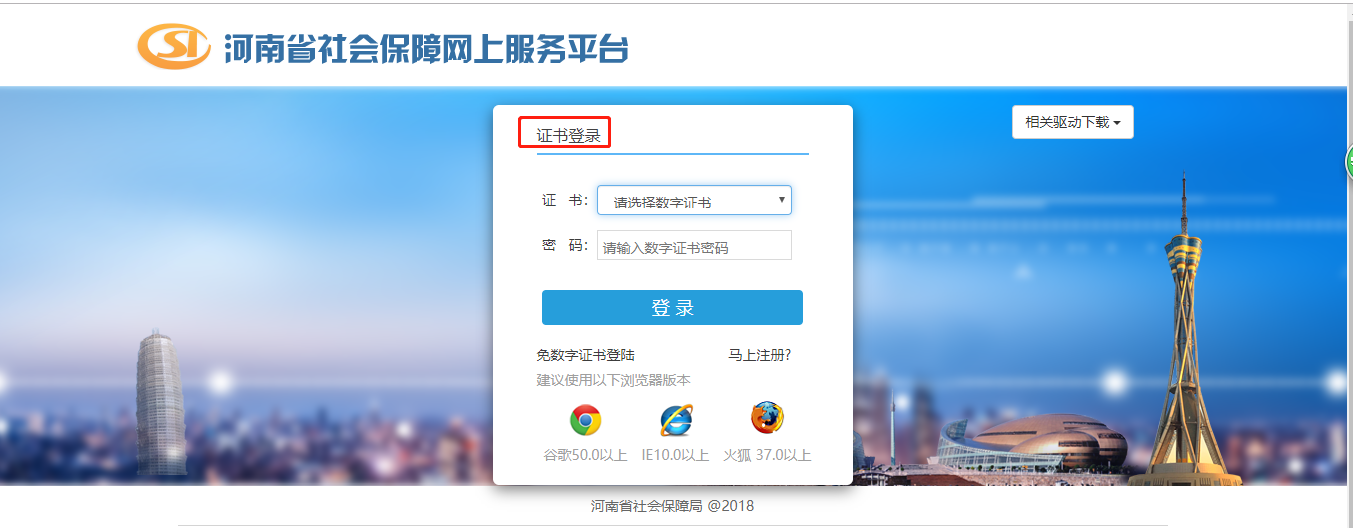 CSI 河南省社会保障网上服务平台
相关驱动下载
证书登录
证 书： 请选择数字证书
密 码： 请输入数字证书密码
登 录
免数字证书登陆 马上注册?
建议使用以下浏览器版本
谷歌50.0以上 IE10.0以上 火狐 37.0以上
河南省社会保障局 @2018